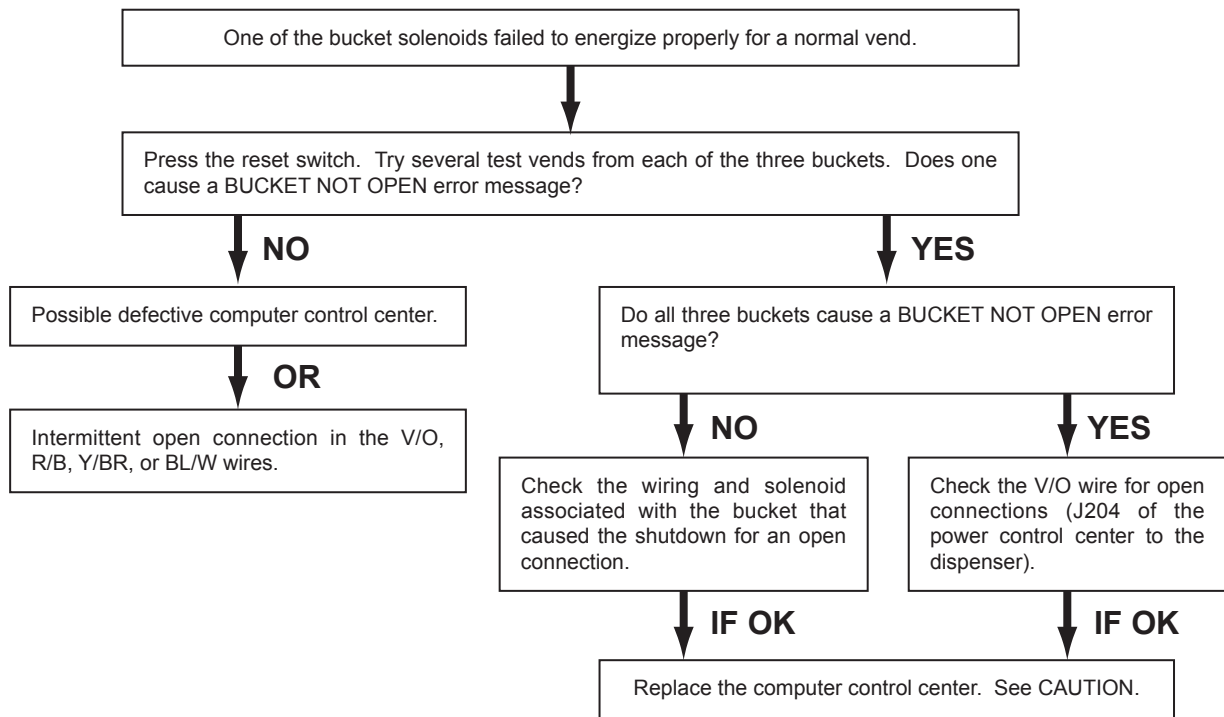 One of the bucket solenoids failed to energize properly for a normal vend.
Press the reset switch. Try several test vends from each of the three buckets. Does one
cause a BUCKET NOT OPEN error message?
NO
YES
Possible defective computer control center.
Do all three buckets cause a BUCKET NOT OPEN error
message?
OR
Intermittent open connection in the V/O,
R/B, Y/BR, or BL/W wires.
NO
YES
Check the wiring and solenoid
associated with the bucket that
caused the shutdown for an open
connection.
Check the V/O wire for open
connections (J204 of the
power control center to the
dispenser).
IF OK
IF OK
Replace the computer control center. See CAUTION.